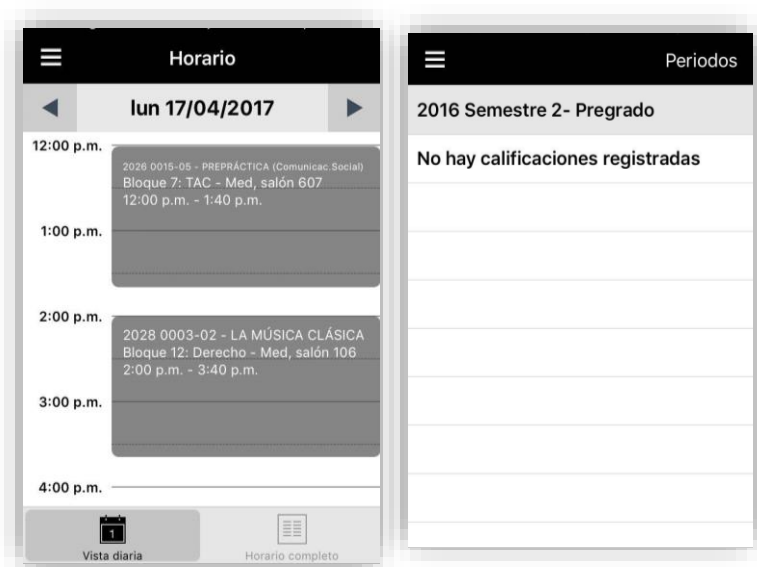 Horario
lun 17/04/2017
12:00 p.m.
2026 0015-05 - PREPRÁCTICA (Comunicac.Social)
Bloque 7: TAC - Med, salón 607
12:00 p.m. - 1:40 p.m.
1:00 p.m.
2:00 p.m.
2028 0003-02 - LA MÚSICA CLÁSICA
Bloque 12: Derecho - Med, salón 106
2:00 p.m. - 3:40 p.m.
3:00 p.m.
4:00 p.m.
1
Vista diaria
Horario completo
Periodos
2016 Semestre 2- Pregrado
No hay calificaciones registradas